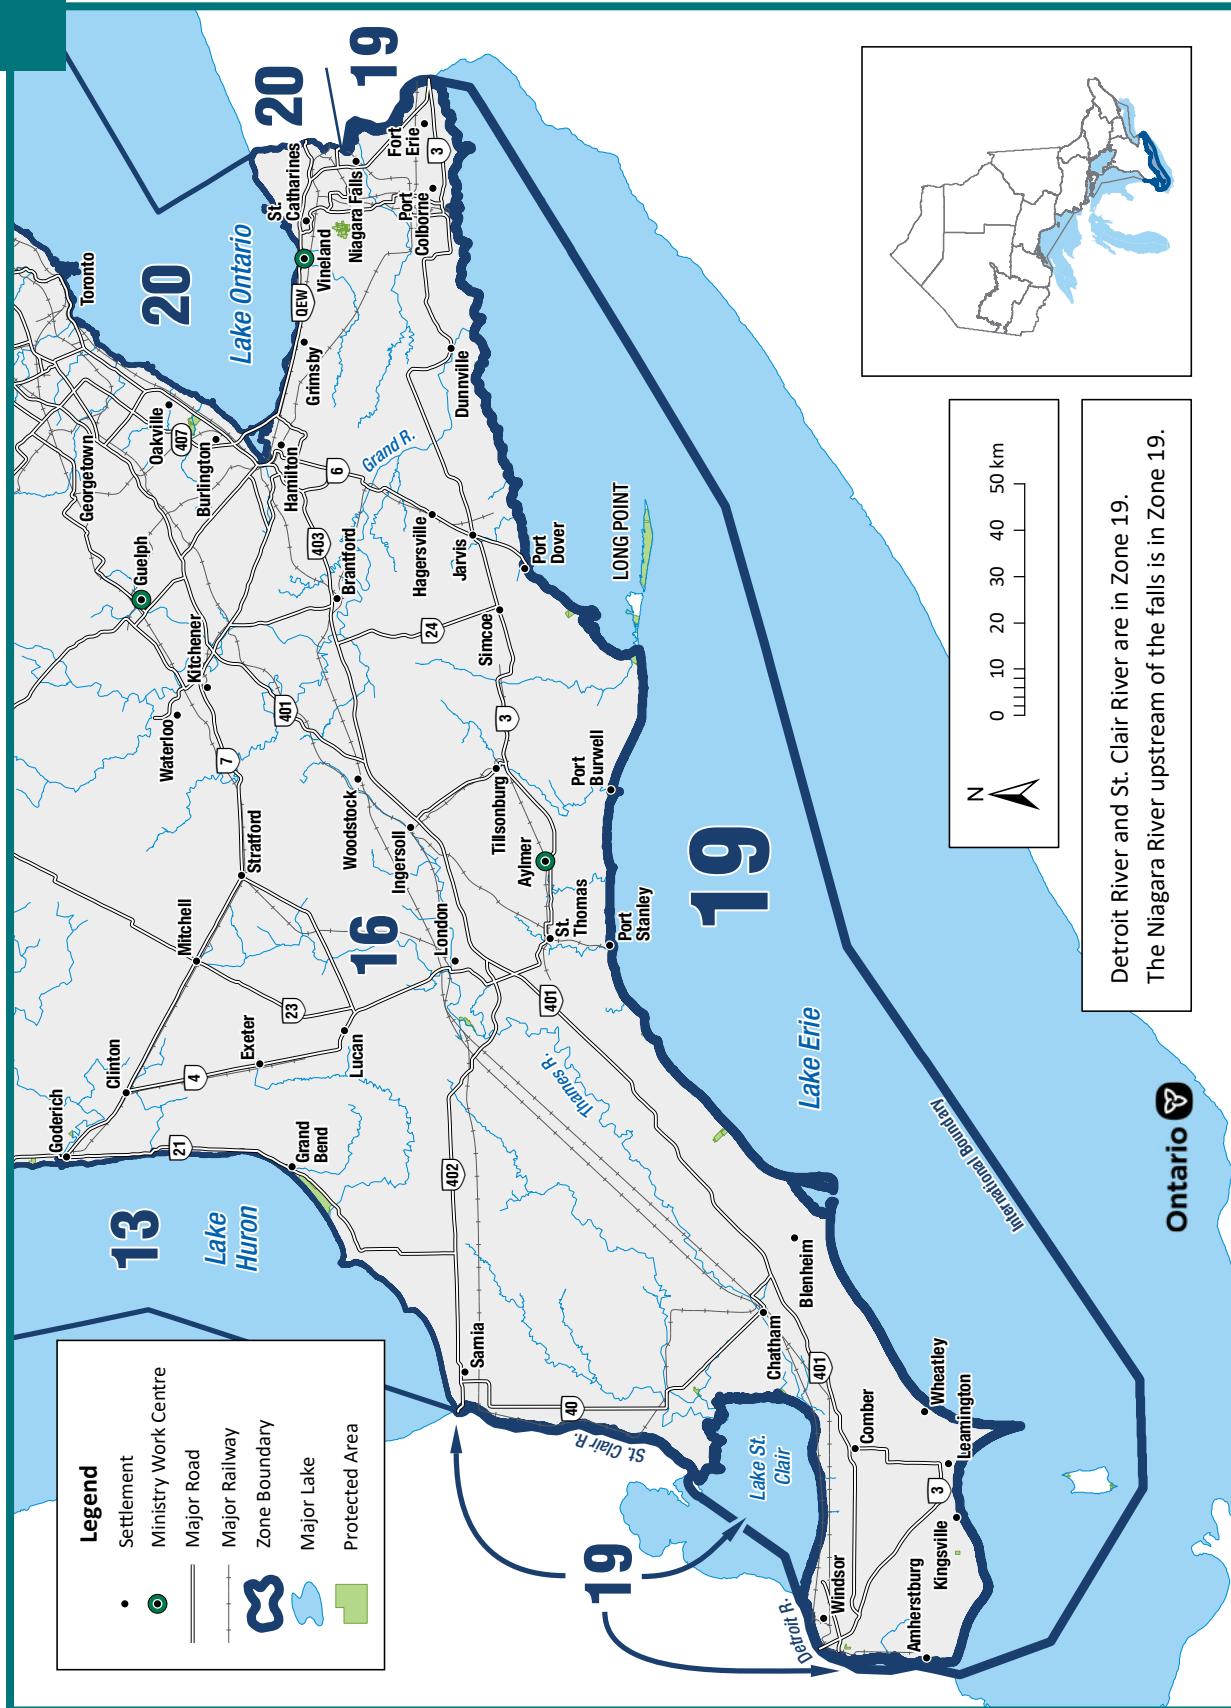 Legend
Settlement
Ministry Work Centre
Major Road
Major Railway
Zone Boundary
Major Lake
Protected Area
13
Lake
Huron
Goderich
Clinton
21
4
Mitchell
Exeter
23
Grand
Bend
Lucan
Stratford
7
Waterloo
Kitchener
Guelph
Georgetown
Oakville
407
Burlington
Toronto
20
Lake Ontario
20
19
Hamilton
QEW
Grimsby
Vineland
St.
Catharines
Niagara Falls
Fort
Erie
3
Port
Colborne
Dunnville
Grand R.
6
403
Brantford
Hagersville
Jarvis
Port
Dover
LONG POINT
24
Simcoe
401
3
Woodstock
Ingersoll
Tillsonburg
Port
Burwell
16
London
Aylmer
St.
Thomas
Port
Stanley
401
Thames R.
402
Sarnia
40
St. Clair R.
Chatham
Blenheim
401
Lake St.
Clair
Comber
Wheatley
Leamington
3
Kingsville
Windsor
Amherstburg
Detroit R.
19
19
Lake Erie
International Boundary
N
0 10 20 30 40 50 km
Detroit River and St. Clair River are in Zone 19.
The Niagara River upstream of the falls is in Zone 19.
Ontario